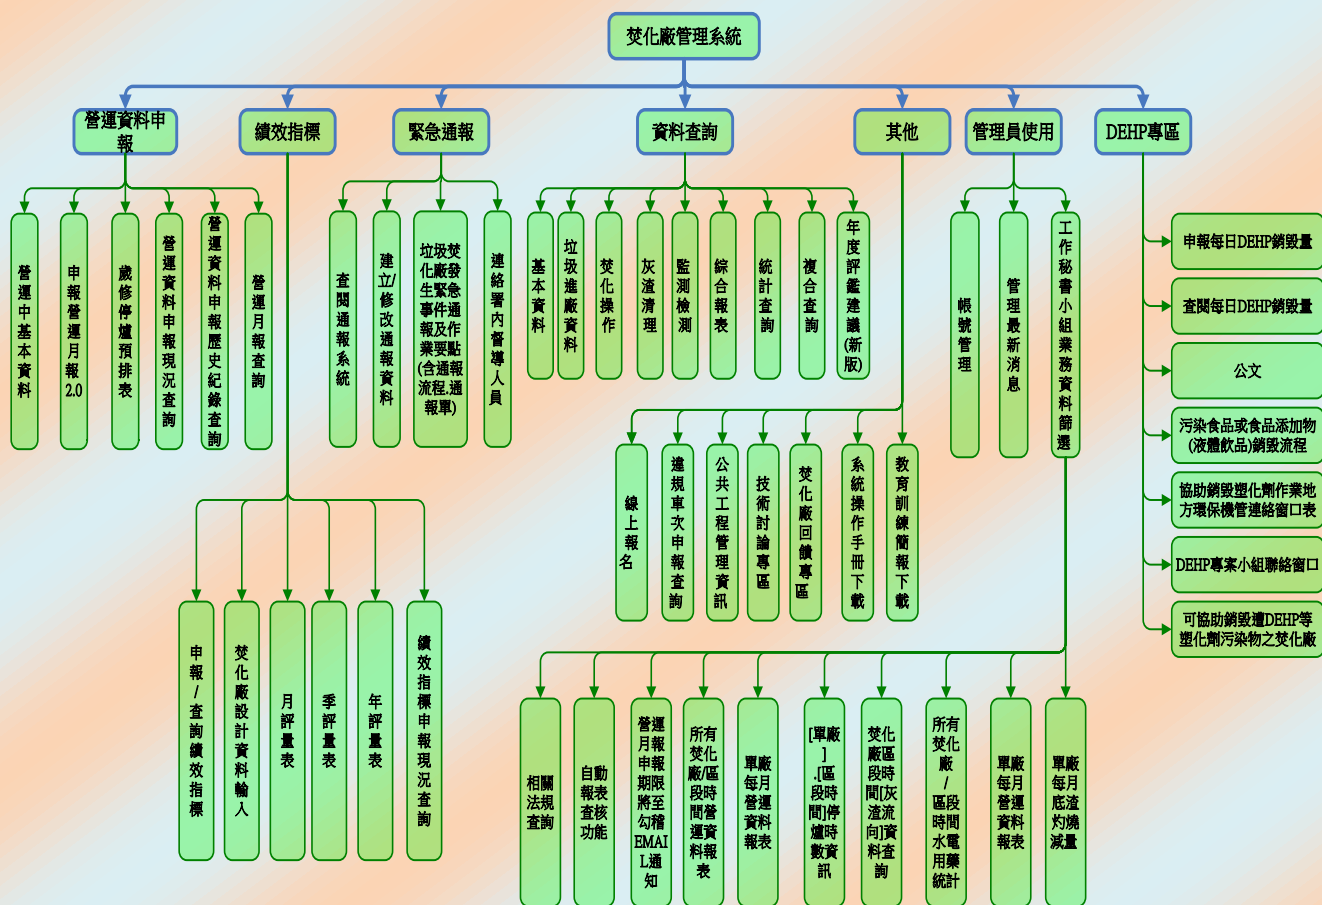 焚化廠管理系統
營運資料申
報
績效指標
緊急通報
資料查詢
其他
管理員使用
DEHP專區
營運中基本資料
申報營運月報
2.0
歲修停爐預排表
營運資料申報現況查詢
營運資料申報歷史紀錄查詢
營運月報查詢
申報/查詢績效指標
焚化廠設計資料輸入
月評量表
季評量表
年評量表
績效指標申報現況查詢
查閱通報系統
建立/
修改通報資料
垃圾焚
化廠發
生緊急
事件通
報及作
業要點
(含通報
流程.通
報單)
連絡署內督導人員
基本資料
垃圾進廠資料
焚化操作
灰渣清理
監測檢測
綜合報表
統計查詢
複合查詢
年度評鑑建議(新版)
線上報名
違規車次申報查詢
公共工程管理資訊
技術討論專區
焚化廠回饋專區
系統操作手冊下載
教育訓練簡報下載
帳號管理
管理最新消息
工作秘書小組業務資料篩選
相關
法規
查詢
自動
報表
查核
功能
營運
月報
申報
期限
將至
勾稽
EMAI
L通
知
所有
焚化
廠/區
段時
間營
運資
料報
表
單廠
每月
營運
資料
報表
[單廠
]
.[區
段時
間]停
爐時
數資
訊
焚化
廠區
段時
間[灰
渣流
向]資
料查
詢
所有
焚化
廠
/
區段
時間
水電
用藥
統計
單廠
每月
營運
資料
報表
單廠
每月
底渣
灼燒
減量
申報每日DEHP銷毀量
查閱每日DEHP銷毀量
公文
污染食品或食品添加物
(液體飲品)銷毀流程
協助銷毀塑化劑作業地
方環保機管連絡窗口表
DEHP專案小組聯絡窗口
可協助銷毀遭DEHP等
塑化劑污染物之焚化廠